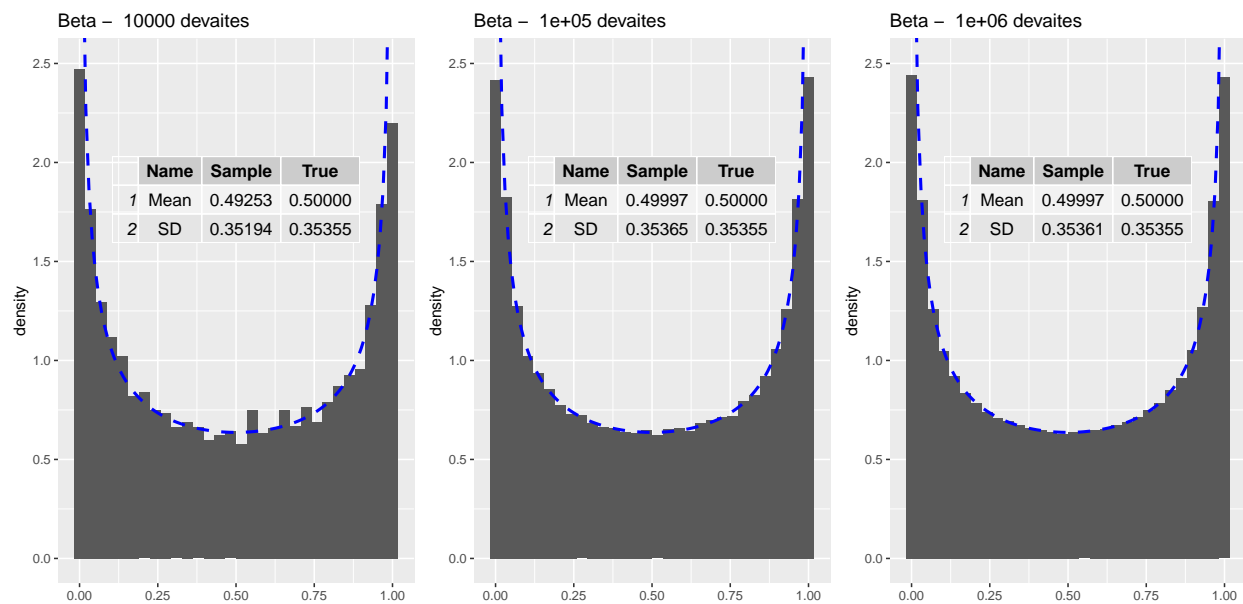 Beta − 10000 devaites
density
2.5
2.0
1.5
1.0
0.5
0.0
0.00 0.25 0.50 0.75 1.00
Name Sample True
1 Mean 0.49253 0.50000
2 SD 0.35194 0.35355
Beta − 1e+05 devaites
density
2.5
2.0
1.5
1.0
0.5
0.0
0.00 0.25 0.50 0.75 1.00
Name Sample True
1 Mean 0.49997 0.50000
2 SD 0.35365 0.35355
Beta − 1e+06 devaites
density
2.5
2.0
1.5
1.0
0.5
0.0
0.00 0.25 0.50 0.75 1.00
Name Sample True
1 Mean 0.49997 0.50000
2 SD 0.35361 0.35355